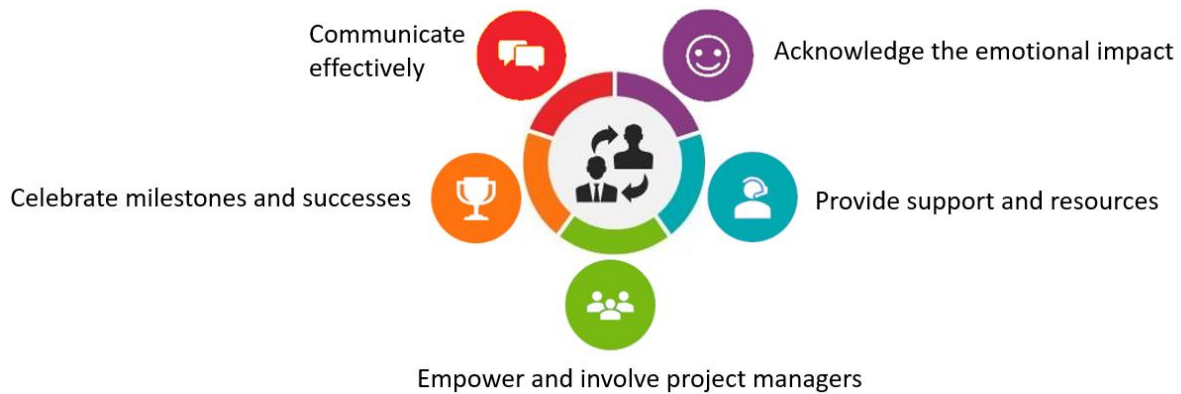 Communicate
effectively
Acknowledge the emotional impact
Celebrate milestones and successes
Provide support and resources
Empower and involve project managers